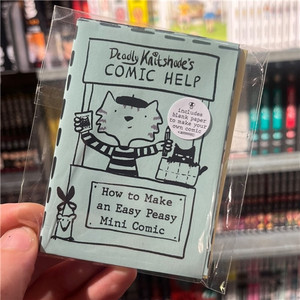 Deadly Knitshade's
COMIC HELP
includes
blank paper
to make your
own comic
How to Make
an Easy Peasy
Mini Comic